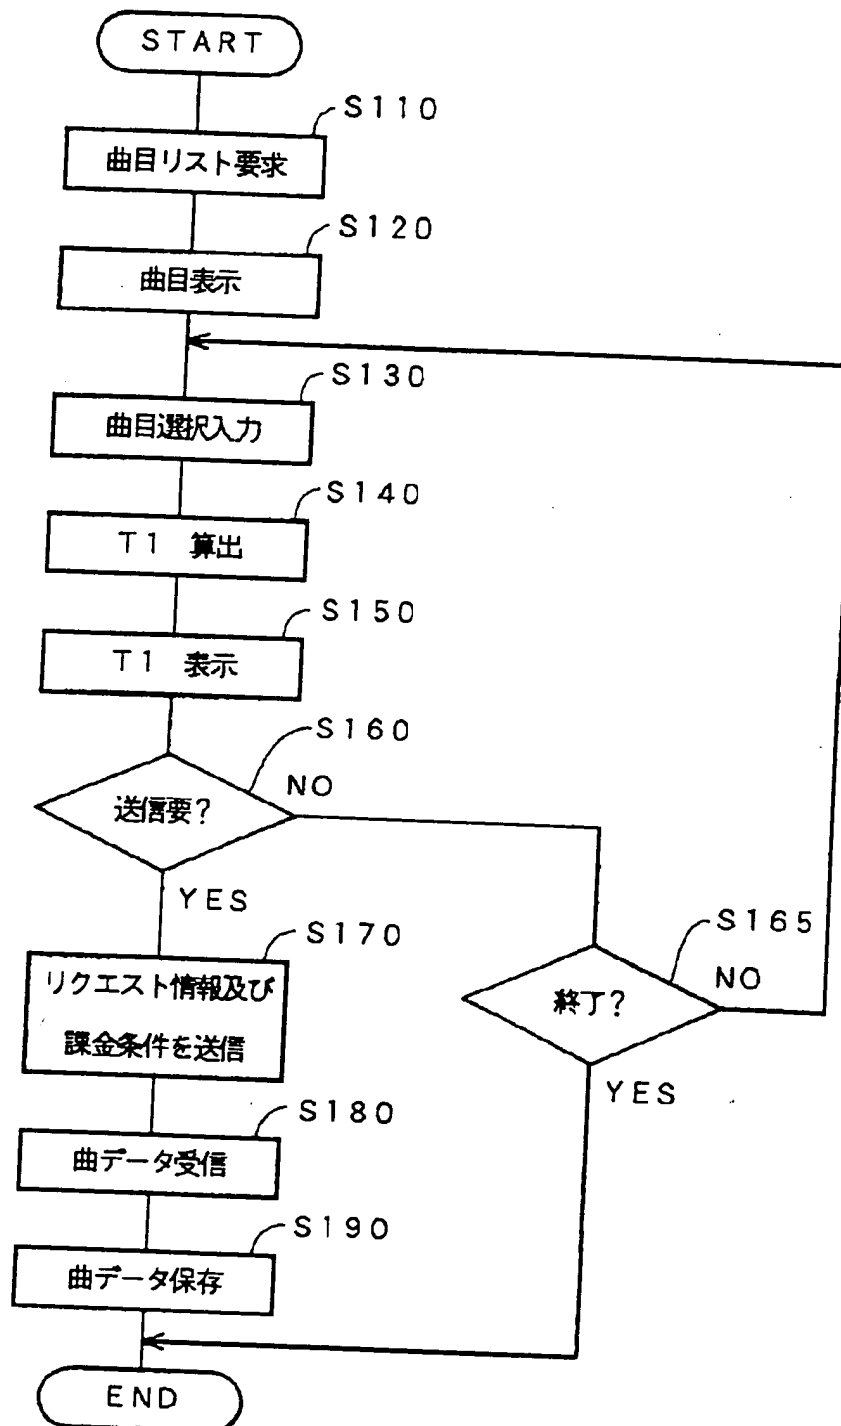 START
S110
曲目リスト要求
S120
曲目表示
S130
曲目選択入力
S140
T1 算出
S150
T1 表示
S160
送信要?
NO
YES
S170
リクエスト情報及び
課金条件を送信
S165
終了?
NO
YES
S180
曲データ受信
S190
曲データ保存
END